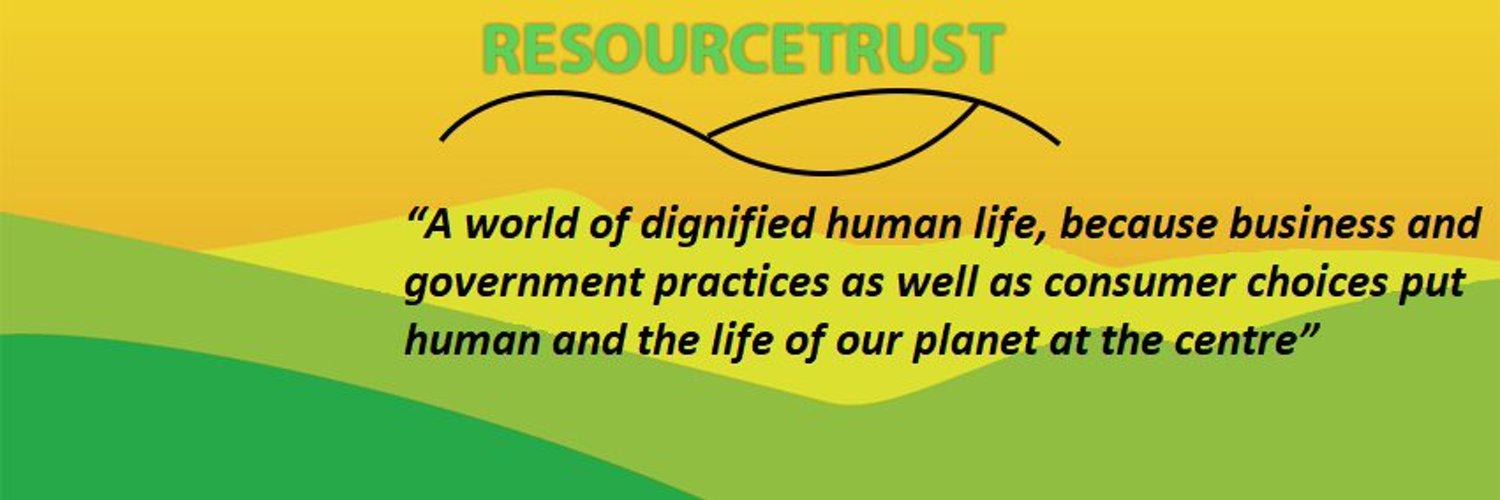 RESOURCETRUST
“A world of dignified human life, because business and
government practices as well as consumer choices put
human and the life of our planet at the centre”